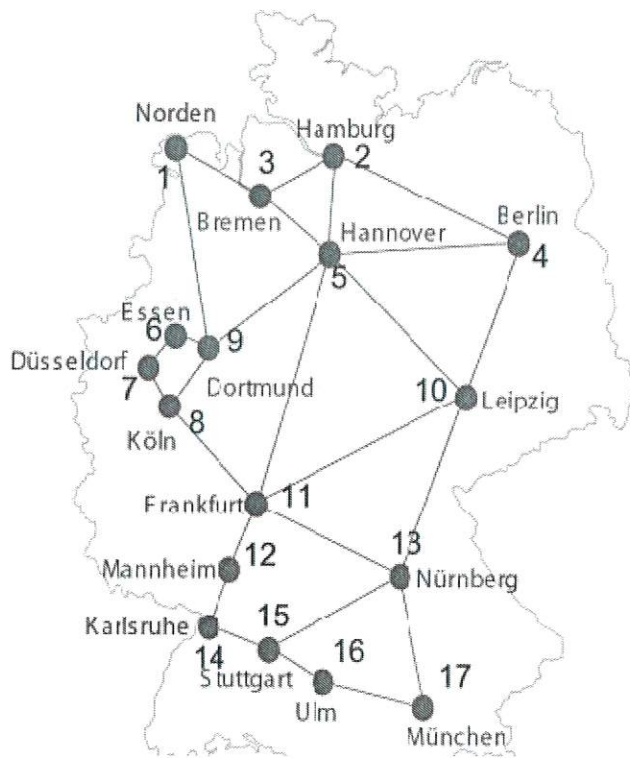 Norden
Hamburg
3
2
1
Bremen
Berlin
Hannover
4
5
Essen
6
9
Düsseldorf
7
Dortmund
10
Leipzig
8
Köln
Frankfurt
11
13
12
Mannheim
Nürnberg
Karlsruhe
15
14
16
Stuttgart
17
Ulm
München